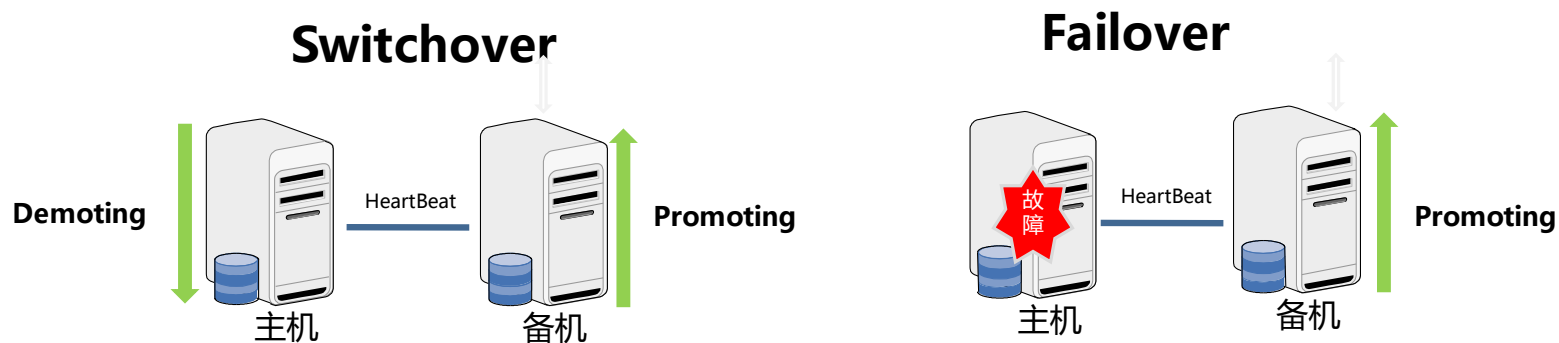 Switchover
Demoting
HeartBeat
Promoting
主机
备机
Failover
故
障
HeartBeat
Promoting
主机
备机